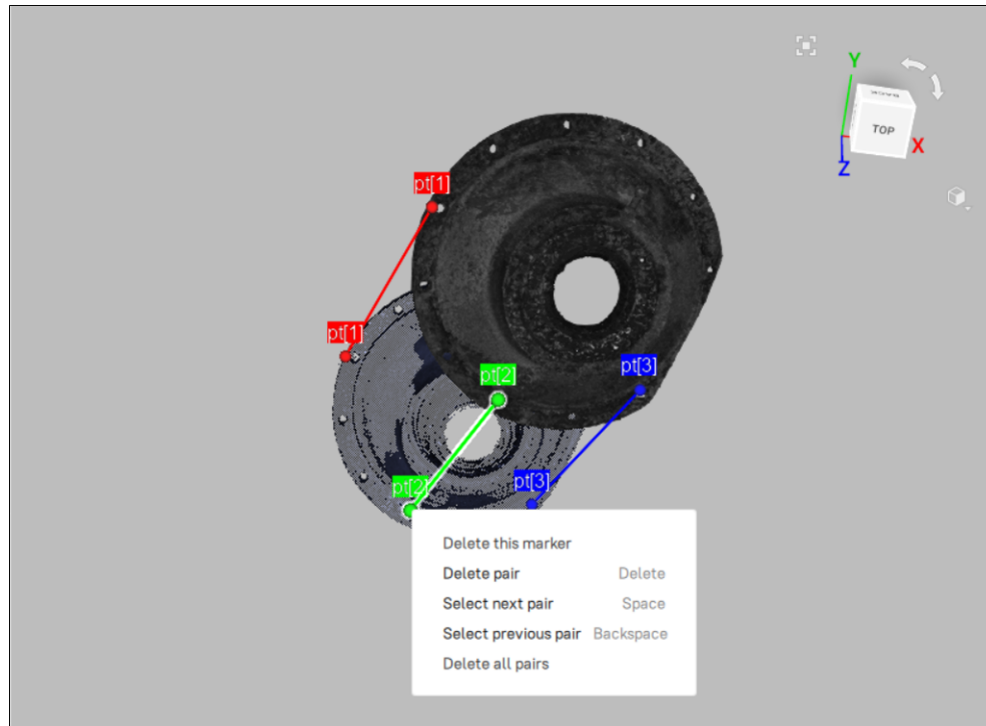 Y
TOP
X
Z
pt[1]
pt[1]
pt[2]
pt[3]
pt[2]
pt[3]
Delete this marker
Delete pair Delete
Select next pair Space
Select previous pair Backspace
Delete all pairs